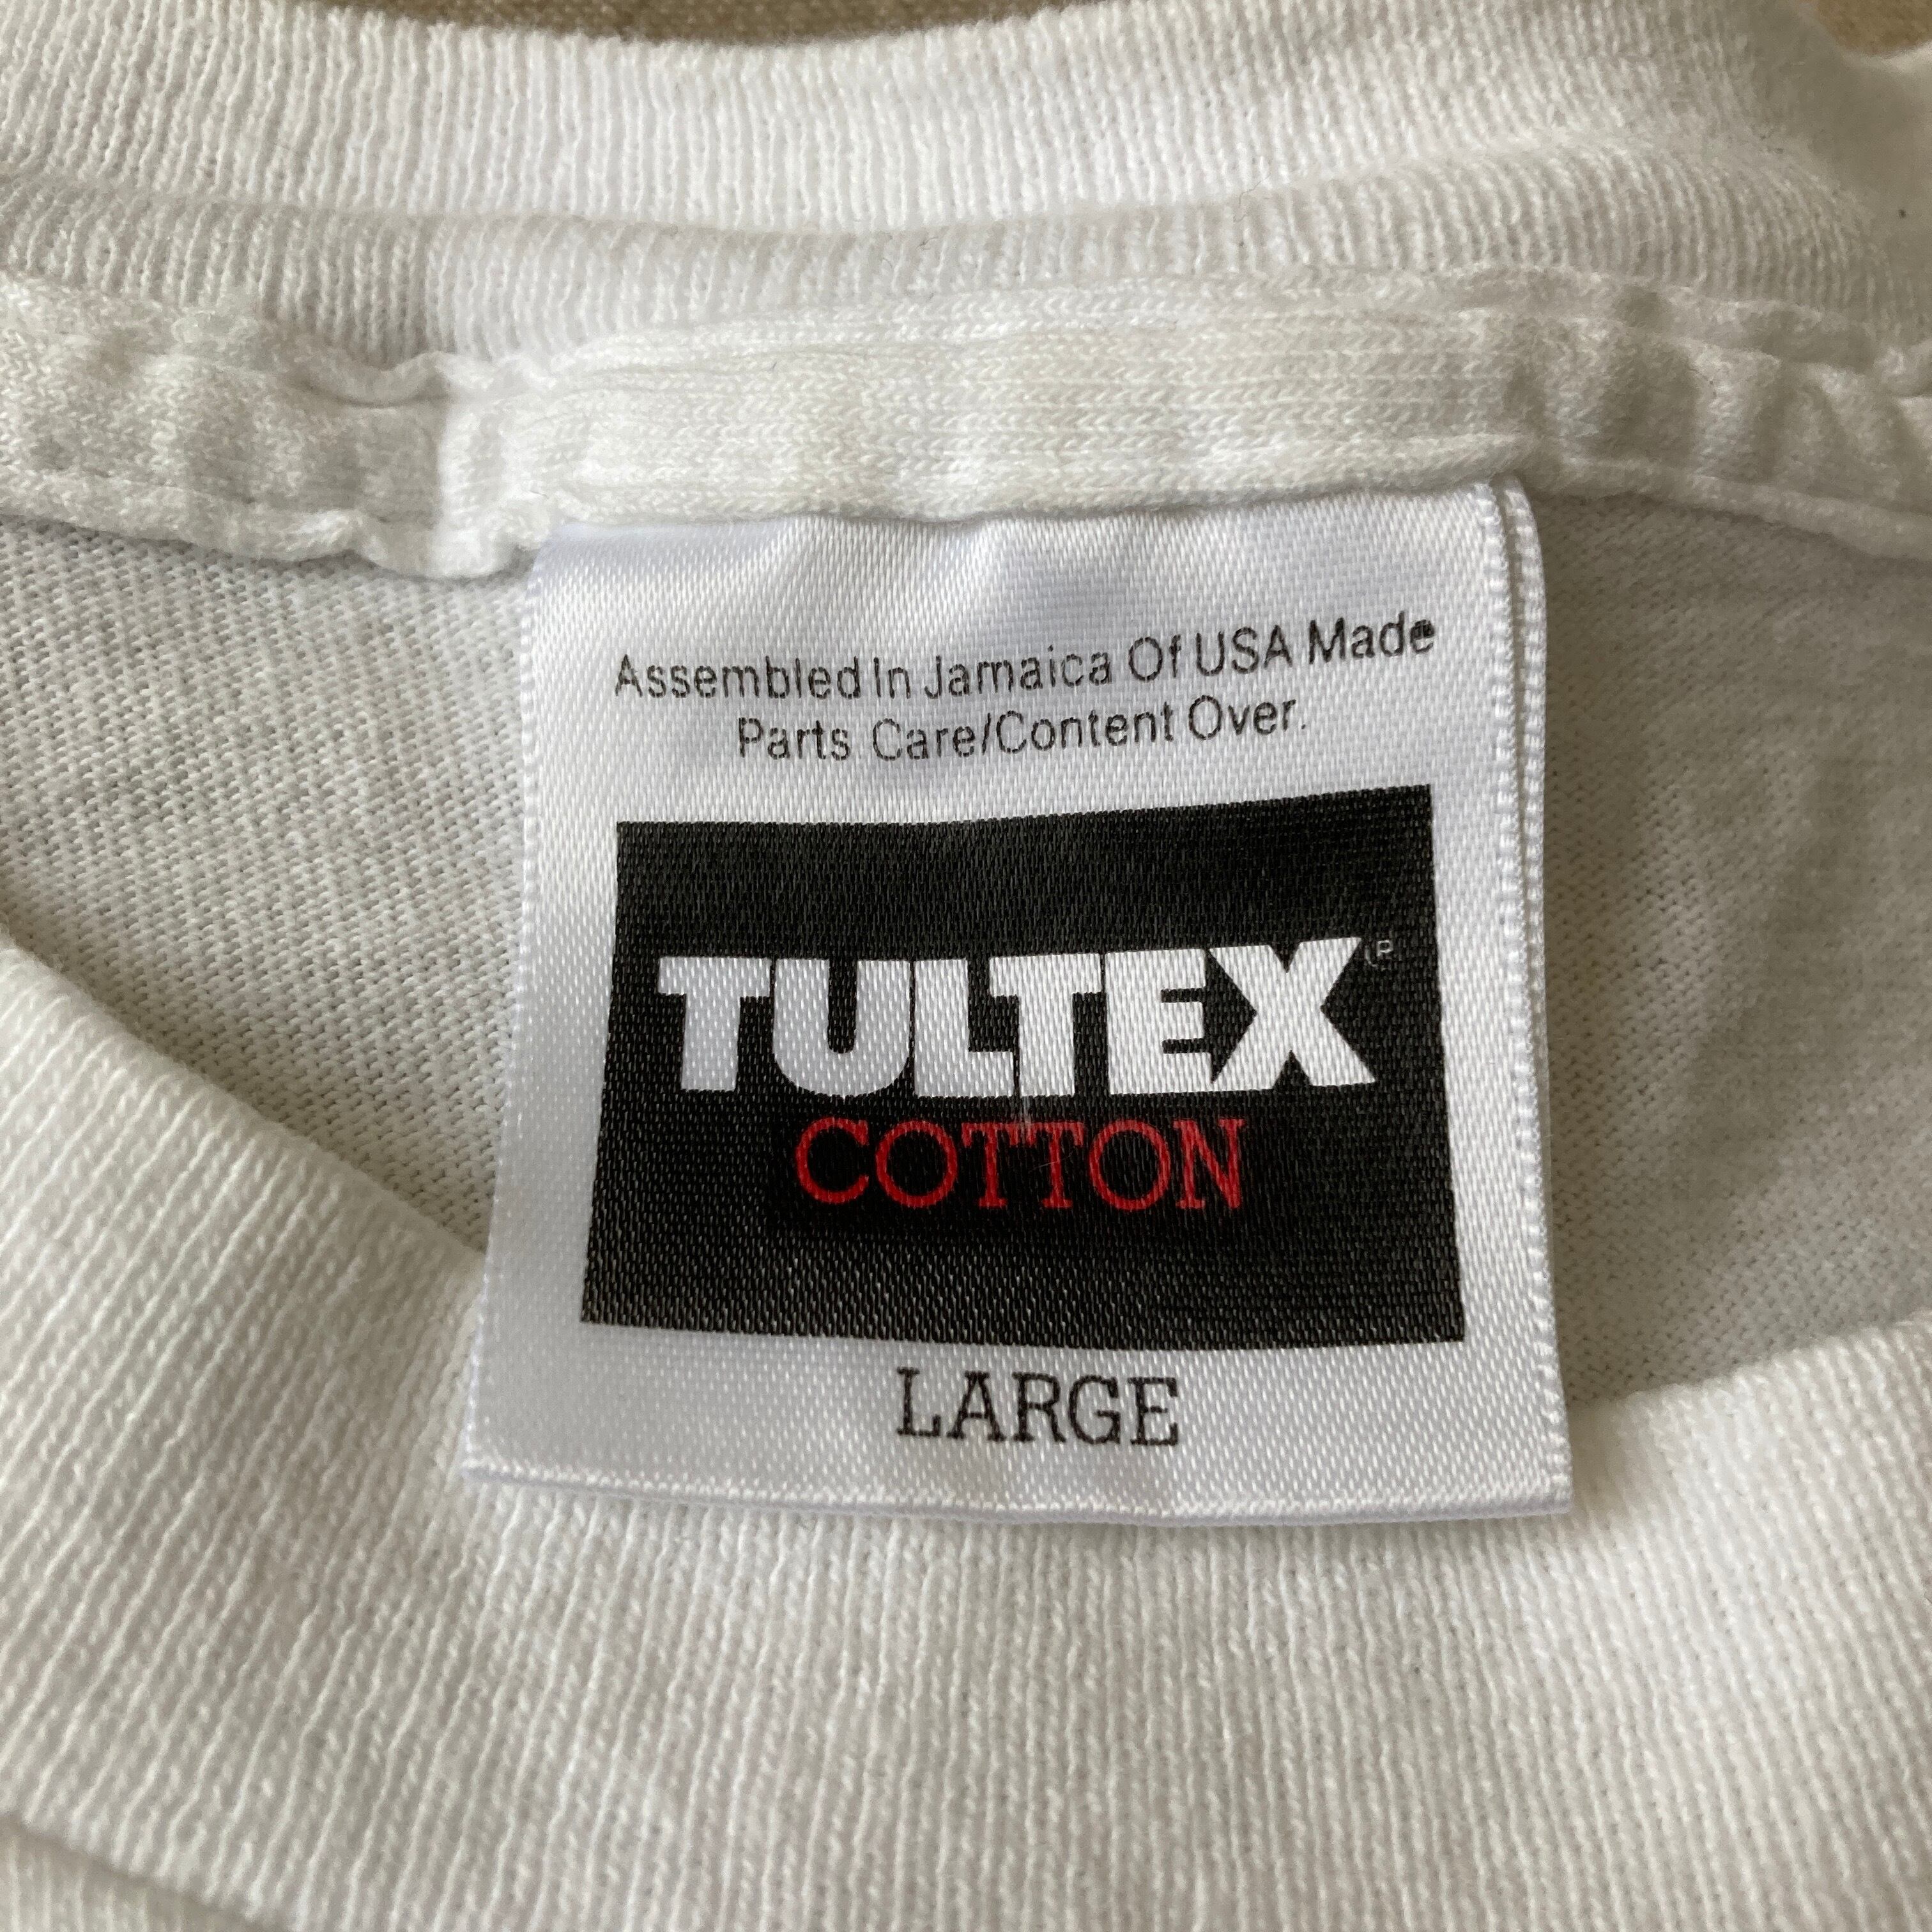 Assembled In Jamaica Of USA Made
Parts Care/Content Over.
TULTEX
COTTON
LARGE